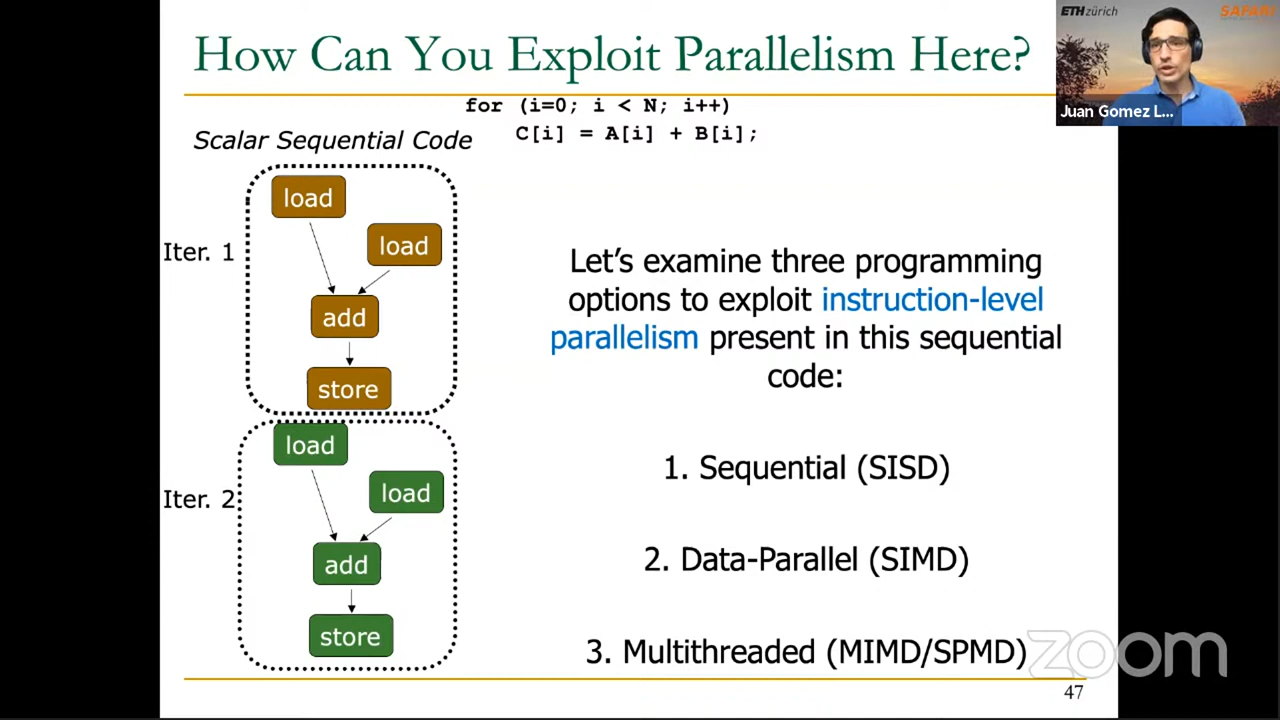 How Can You Exploit Parallelism Here?
ETH zürich
SAFARI
Juan Gomez L...
for (i=0; i < N; i++)
C[i] = A[i] + B[i];
Scalar Sequential Code
Iter. 1
load
load
add
store
Iter. 2
load
load
add
store
Let's examine three programming
options to exploit instruction-level
parallelism present in this sequential
code:
1. Sequential (SISD)
2. Data-Parallel (SIMD)
3. Multithreaded (MIMD/SPMD)
zoom
47